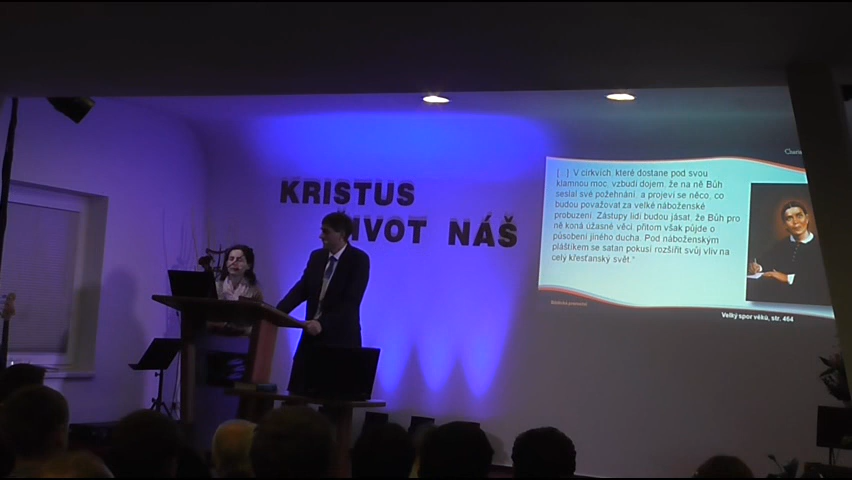 KRISTUS
IVOT NÁŠ
[...] V církvích, které dostane pod svou
klamnou moc, vzbudí dojem, že na ně Bůh
seslal své požehnání, a projeví se něco, co
budou považovat za velké náboženské
probuzení. Zástupy lidí budou jásat, že Bůh pro
ně koná úžasné věci, přitom však půjde o
působení jiného ducha. Pod náboženským
pláštíkem se satan pokusí rozšířit svůj vliv na
celý křesťanský svět."
Velký spor věků, str. 464